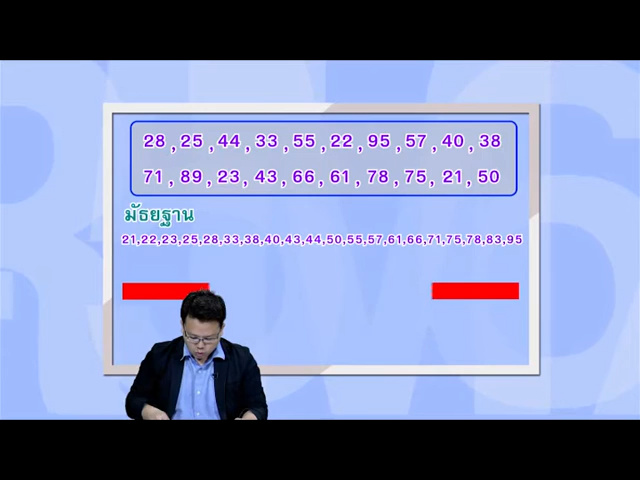 28 , 25 , 44 , 33 , 55 , 22 , 95 , 57 , 40 , 38
71 , 89 , 23 , 43 , 66 , 61 , 78 , 75 , 21 , 50
มัธยฐาน
21,22,23,25,28,33,38,40,43,44,50,55,57,61,66,71,75,78,83,95